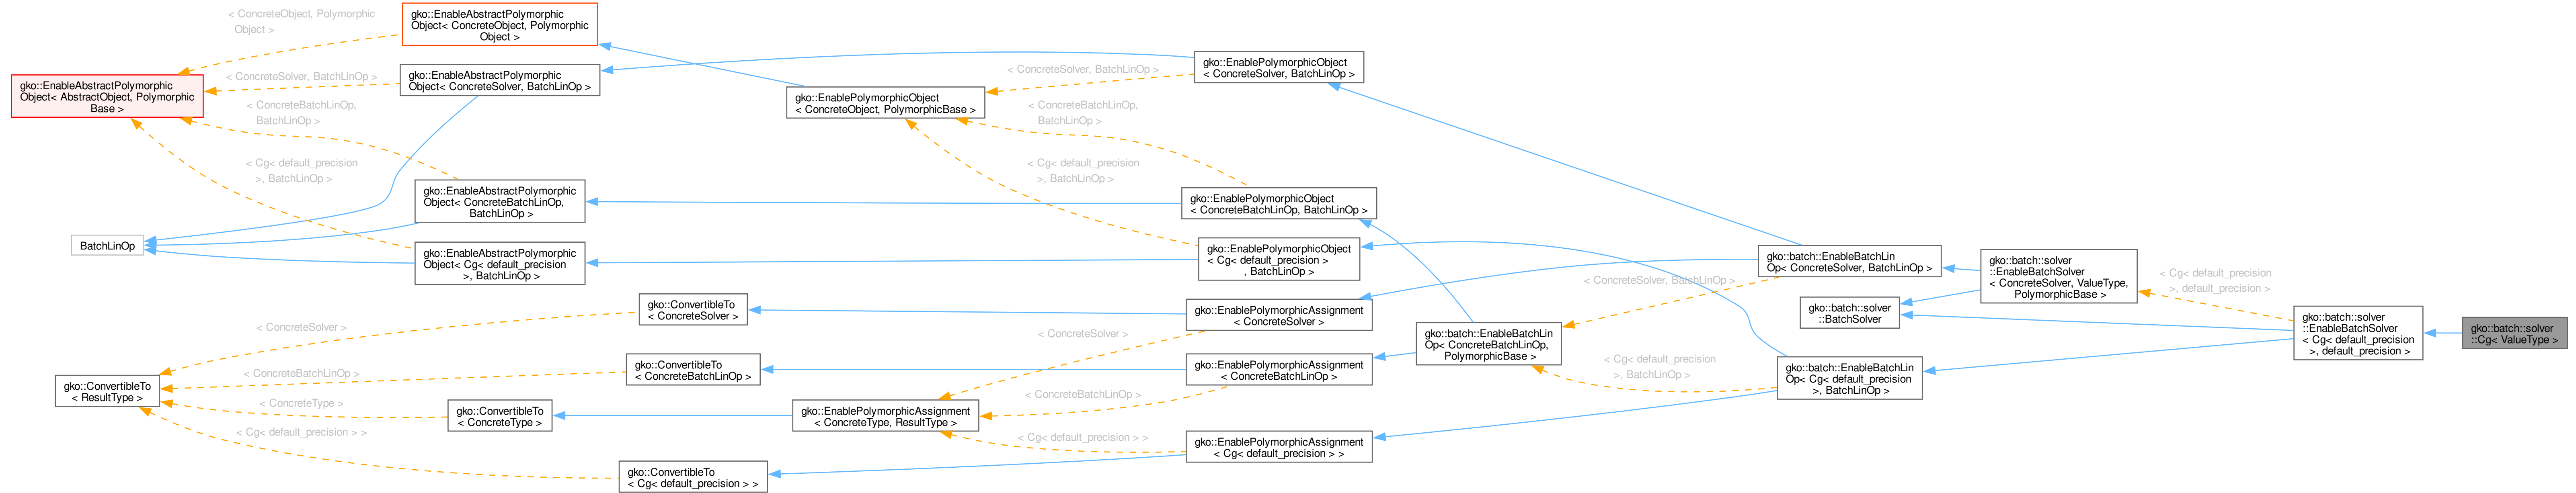 < ConcreteObject, Polymorphic
Object >
gko::EnableAbstractPolymorphic
Object< ConcreteObject, Polymorphic
Object >
gko::EnableAbstractPolymorphic
Object< AbstractObject, Polymorphic
Base >
< ConcreteSolver, BatchLinOp >
gko::EnableAbstractPolymorphic
Object< ConcreteSolver, BatchLinOp >
< ConcreteBatchLinOp,
BatchLinOp >
< Cg< default_precision
>, BatchLinOp >
gko::EnableAbstractPolymorphic
Object< ConcreteBatchLinOp,
BatchLinOp >
BatchLinOp
gko::EnableAbstractPolymorphic
Object< Cg< default_precision
>, BatchLinOp >
gko::EnablePolymorphicObject
< ConcreteObject, PolymorphicBase >
< ConcreteSolver, BatchLinOp >
gko::EnablePolymorphicObject
< ConcreteSolver, BatchLinOp >
< ConcreteBatchLinOp,
BatchLinOp >
< Cg< default_precision
>, BatchLinOp >
gko::EnablePolymorphicObject
< ConcreteBatchLinOp, BatchLinOp >
gko::EnablePolymorphicObject
< Cg< default_precision >
, BatchLinOp >
gko::ConvertibleTo
< ConcreteSolver >
< ConcreteSolver >
< ConcreteBatchLinOp >
gko::ConvertibleTo
< ConcreteBatchLinOp >
gko::ConvertibleTo
< ResultType >
< ConcreteType >
gko::ConvertibleTo
< ConcreteType >
< Cg< default_precision > >
gko::ConvertibleTo
< Cg< default_precision > >
gko::EnablePolymorphicAssignment
< ConcreteType, ResultType >
gko::EnablePolymorphicAssignment
< ConcreteSolver >
< ConcreteSolver >
gko::EnablePolymorphicAssignment
< ConcreteBatchLinOp >
< ConcreteBatchLinOp >
< Cg< default_precision > >
gko::EnablePolymorphicAssignment
< Cg< default_precision > >
gko::batch::EnableBatchLin
Op< ConcreteBatchLinOp,
PolymorphicBase >
< ConcreteSolver, BatchLinOp >
< Cg< default_precision
>, BatchLinOp >
gko::batch::EnableBatchLin
Op< ConcreteSolver, BatchLinOp >
gko::batch::solver
::BatchSolver
gko::batch::EnableBatchLin
Op< Cg< default_precision
>, BatchLinOp >
gko::batch::solver
::EnableBatchSolver
< ConcreteSolver, ValueType,
PolymorphicBase >
< Cg< default_precision
>, default_precision >
gko::batch::solver
::EnableBatchSolver
< Cg< default_precision
>, default_precision >
gko::batch::solver
::Cg< ValueType >